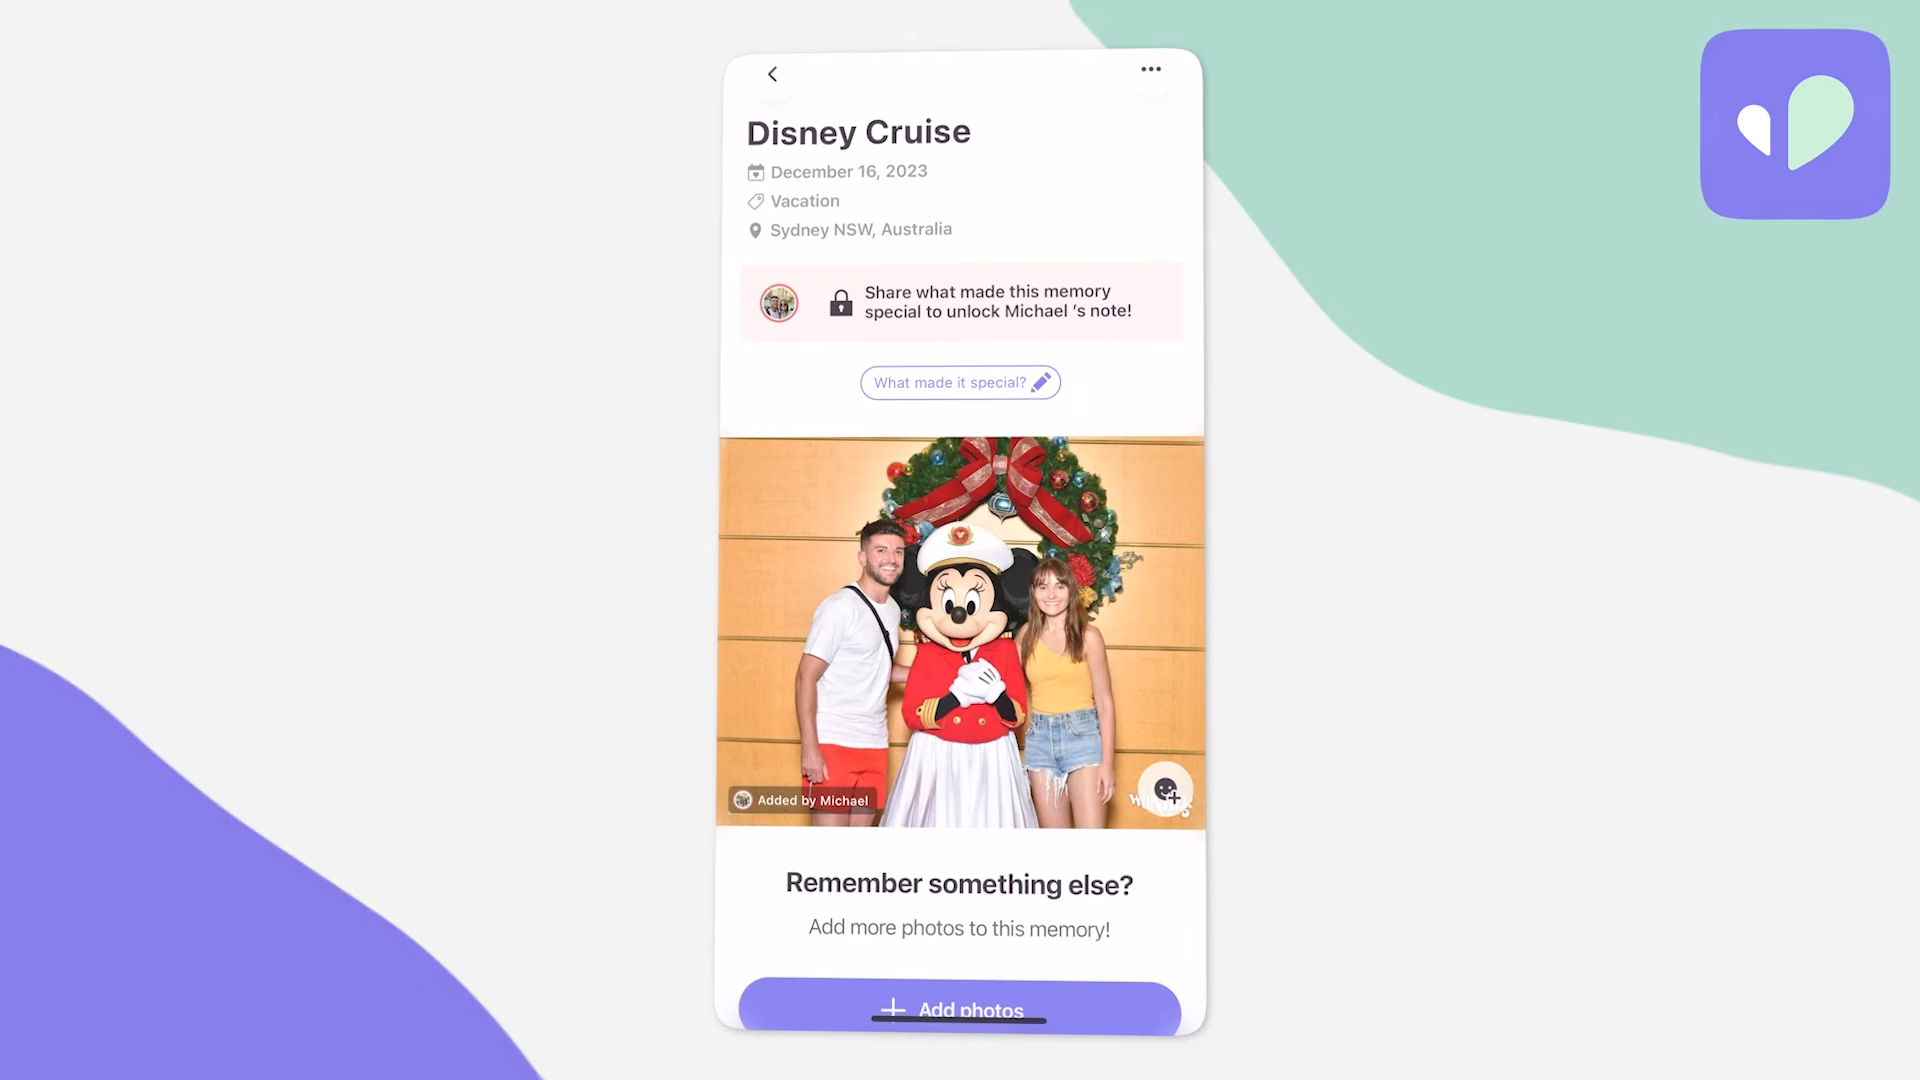 Disney Cruise
December 16, 2023
Vacation
Sydney NSW, Australia
Share what made this memory
special to unlock Michael 's note!
What made it special?
Added by Michael
Remember something else?
Add more photos to this memory!
Add photos